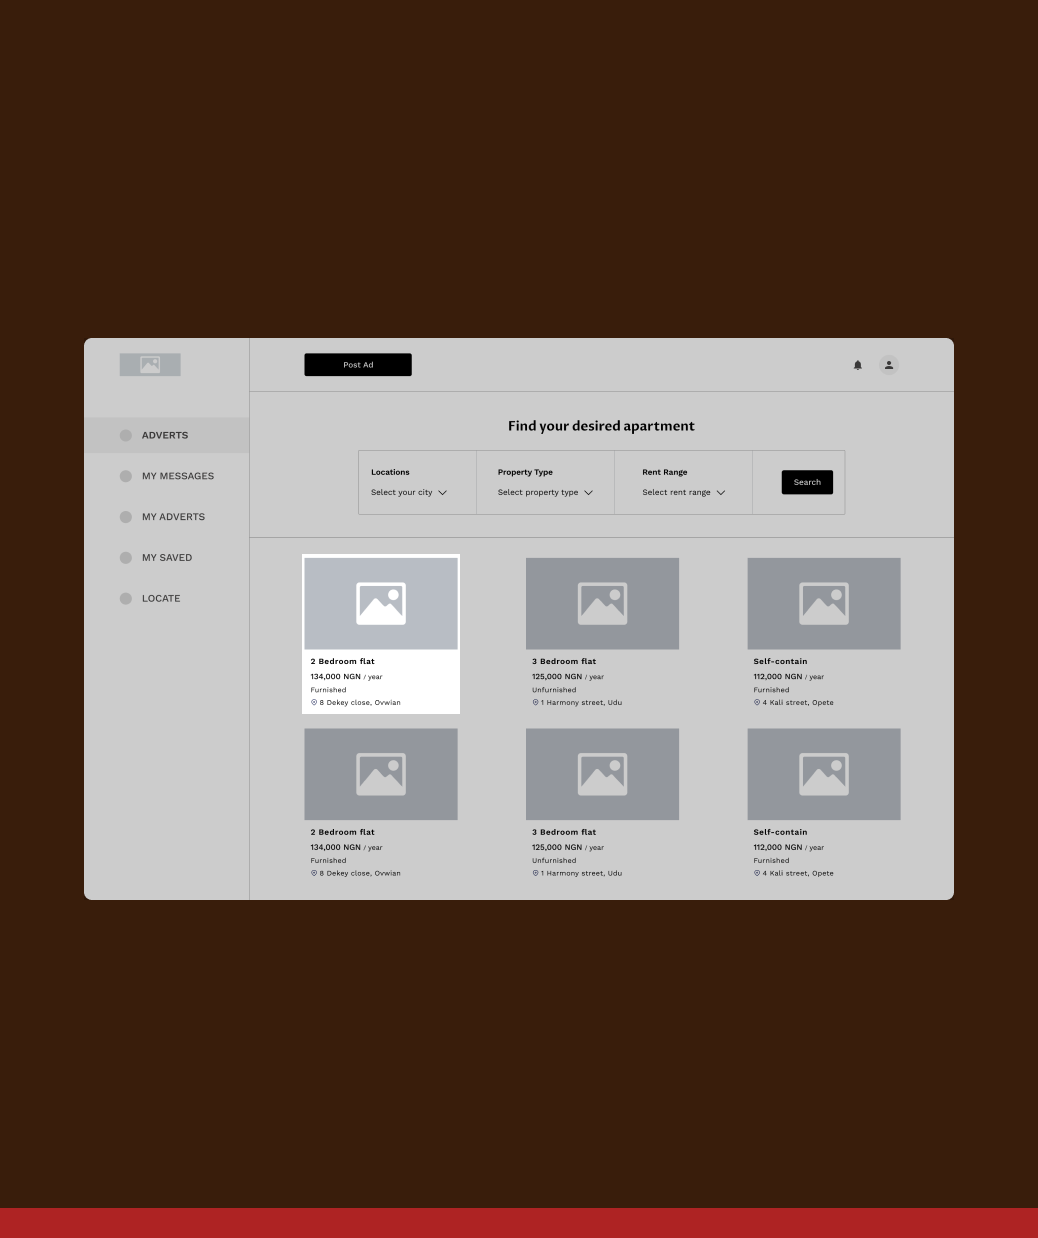 Post Ad
ADVERTS
MY MESSAGES
MY ADVERTS
MY SAVED
LOCATE
Find your desired apartment
Locations Property Type Rent Range
Select your city Select property type Select rent range Search
2 Bedroom flat 3 Bedroom flat Self-contain
134,000 NGN / year 125,000 NGN / year 112,000 NGN / year
Furnished Unfurnished Furnished
8 Dekey close, Ovwian 1 Harmony street, Udu 4 Kali street, Opete
2 Bedroom flat 3 Bedroom flat Self-contain
134,000 NGN / year 125,000 NGN / year 112,000 NGN / year
Furnished Unfurnished Furnished
8 Dekey close, Ovwian 1 Harmony street, Udu 4 Kali street, Opete